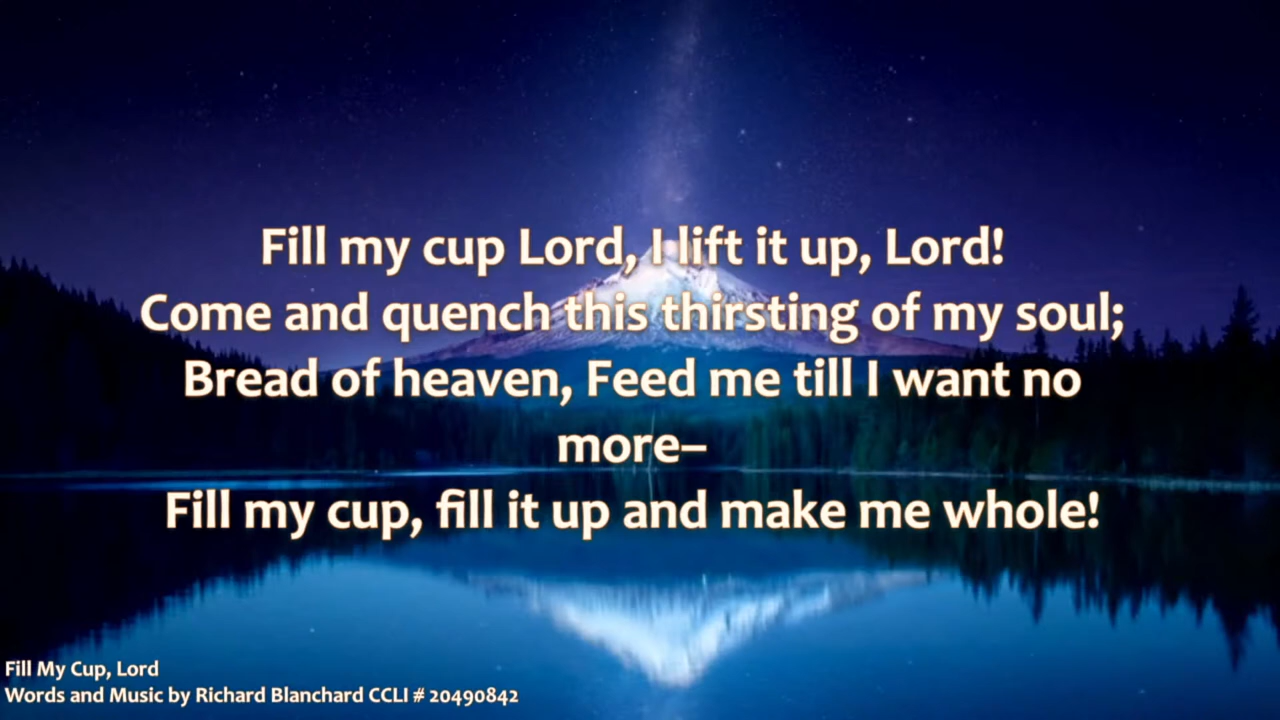 Fill my cup Lord, I lift it up, Lord!
Come and quench this thirsting of my soul;
Bread of heaven, Feed me till I want no
more–
Fill my cup, fill it up and make me whole!
Fill My Cup, Lord
Words and Music by Richard Blanchard CCLI # 20490842